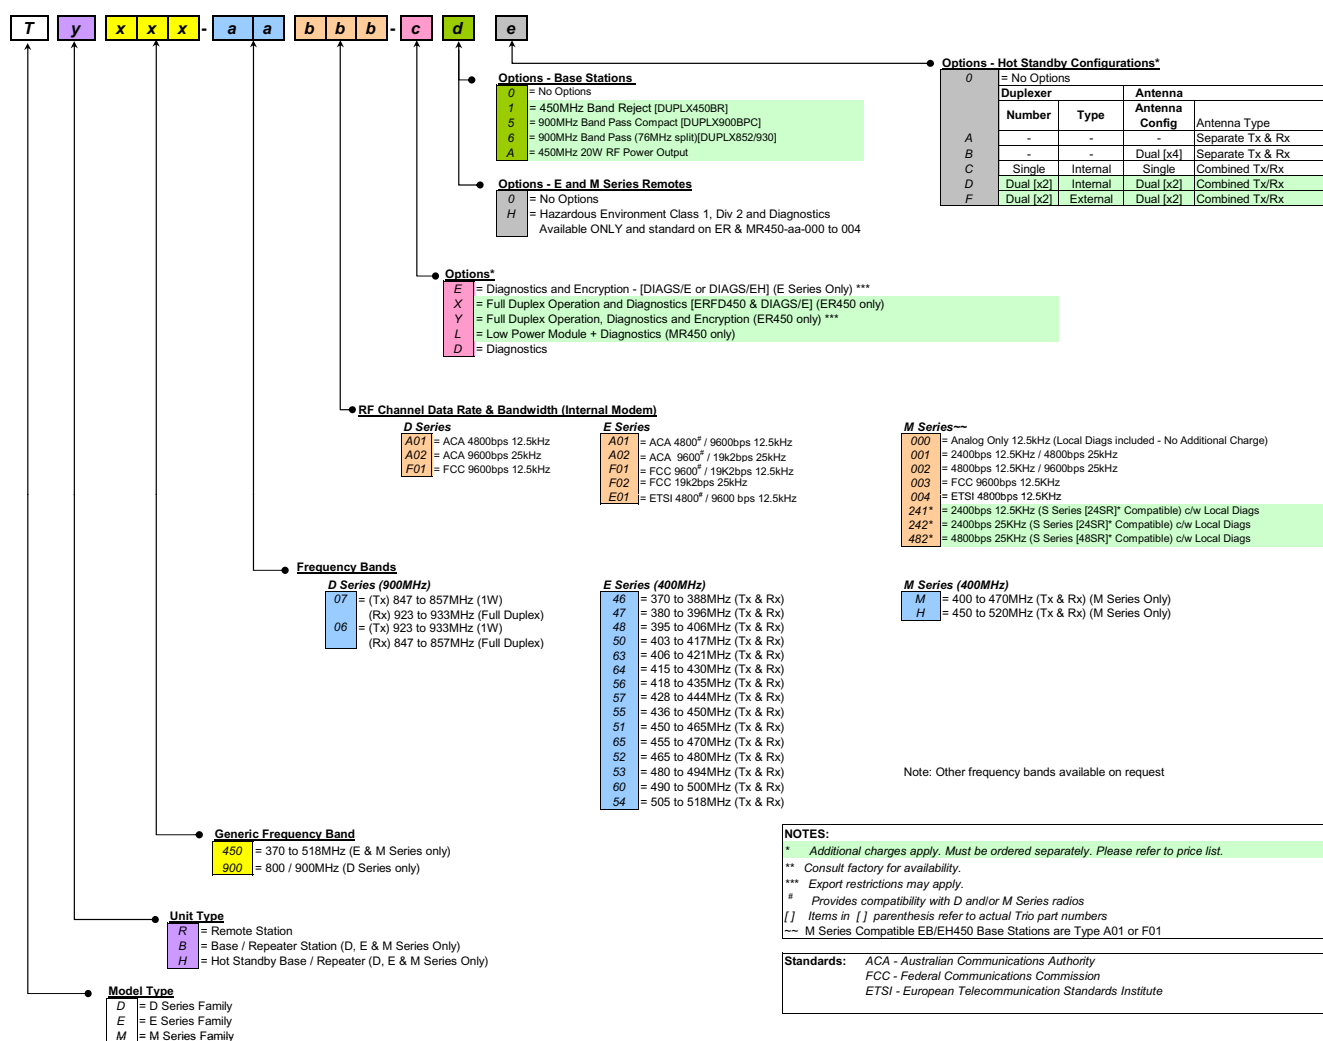 T y x x x - a a b b b - c d e
Options - Hot Standby Configurations*
0 = No Options
Duplexer Antenna
Number Type Antenna Config Antenna Type
A - - - Separate Tx & Rx
B - - Dual [x4] Separate Tx & Rx
C Single Internal Single Combined Tx/Rx
D Dual [x2] Internal Dual [x2] Combined Tx/Rx
F Dual [x2] External Dual [x2] Combined Tx/Rx
Options - Base Stations
0 = No Options
1 = 450MHz Band Reject [DUPLX450BR]
5 = 900MHz Band Pass Compact [DUPLX900BPC]
6 = 900MHz Band Pass (76MHz split)[DUPLX852/930]
A = 450MHz 20W RF Power Output
Options - E and M Series Remotes
0 = No Options
H = Hazardous Environment Class 1, Div 2 and Diagnostics
Available ONLY and standard on ER & MR450-aa-000 to 004
Options*
E = Diagnostics and Encryption - [DIAGS/E or DIAGS/EH] (E Series Only) ***
X = Full Duplex Operation and Diagnostics [ERFD450 & DIAGS/E] (ER450 only)
Y = Full Duplex Operation, Diagnostics and Encryption (ER450 only) ***
L = Low Power Module + Diagnostics (MR450 only)
D = Diagnostics
RF Channel Data Rate & Bandwidth (Internal Modem)
D Series
A01 = ACA 4800bps 12.5kHz
A02 = ACA 9600bps 25kHz
F01 = FCC 9600bps 12.5kHz
E Series
A01 = ACA 4800# / 9600bps 12.5kHz
A02 = ACA 9600# / 19k2bps 25kHz
F01 = FCC 9600# / 19K2bps 12.5kHz
F02 = FCC 19k2bps 25kHz
E01 = ETSI 4800# / 9600 bps 12.5kHz
M Series~~
000 = Analog Only 12.5kHz (Local Diags included - No Additional Charge)
001 = 2400bps 12.5KHz / 4800bps 25kHz
002 = 4800bps 12.5KHz / 9600bps 25kHz
003 = FCC 9600bps 12.5KHz
004 = ETSI 4800bps 12.5KHz
241* = 2400bps 12.5KHz (S Series [24SR]* Compatible) c/w Local Diags
242* = 2400bps 25KHz (S Series [24SR]* Compatible) c/w Local Diags
482* = 4800bps 25KHz (S Series [48SR]* Compatible) c/w Local Diags
Frequency Bands
D Series (900MHz)
07 = (Tx) 847 to 857MHz (1W)
(Rx) 923 to 933MHz (Full Duplex)
06 = (Tx) 923 to 933MHz (1W)
(Rx) 847 to 857MHz (Full Duplex)
E Series (400MHz)
46 = 370 to 388MHz (Tx & Rx)
47 = 380 to 396MHz (Tx & Rx)
48 = 395 to 406MHz (Tx & Rx)
50 = 403 to 417MHz (Tx & Rx)
63 = 406 to 421MHz (Tx & Rx)
64 = 415 to 430MHz (Tx & Rx)
56 = 418 to 435MHz (Tx & Rx)
57 = 428 to 444MHz (Tx & Rx)
55 = 436 to 450MHz (Tx & Rx)
51 = 450 to 465MHz (Tx & Rx)
65 = 455 to 470MHz (Tx & Rx)
52 = 465 to 480MHz (Tx & Rx)
53 = 480 to 494MHz (Tx & Rx)
60 = 490 to 500MHz (Tx & Rx)
54 = 505 to 518MHz (Tx & Rx)
M Series (400MHz)
M = 400 to 470MHz (Tx & Rx) (M Series Only)
H = 450 to 520MHz (Tx & Rx) (M Series Only)
Note: Other frequency bands available on request
Generic Frequency Band
450 = 370 to 518MHz (E & M Series only)
900 = 800 / 900MHz (D Series only)
Unit Type
R = Remote Station
B = Base / Repeater Station (D, E & M Series Only)
H = Hot Standby Base / Repeater (D, E & M Series Only)
Model Type
D = D Series Family
E = E Series Family
M = M Series Family
NOTES:
* Additional charges apply. Must be ordered separately. Please refer to price list.
** Consult factory for availability.
*** Export restrictions may apply.
# Provides compatibility with D and/or M Series radios
[ ] Items in [ ] parenthesis refer to actual Trio part numbers
~~ M Series Compatible EB/EH450 Base Stations are Type A01 or F01
Standards: ACA - Australian Communications Authority
FCC - Federal Communications Commission
ETSI - European Telecommunication Standards Institute